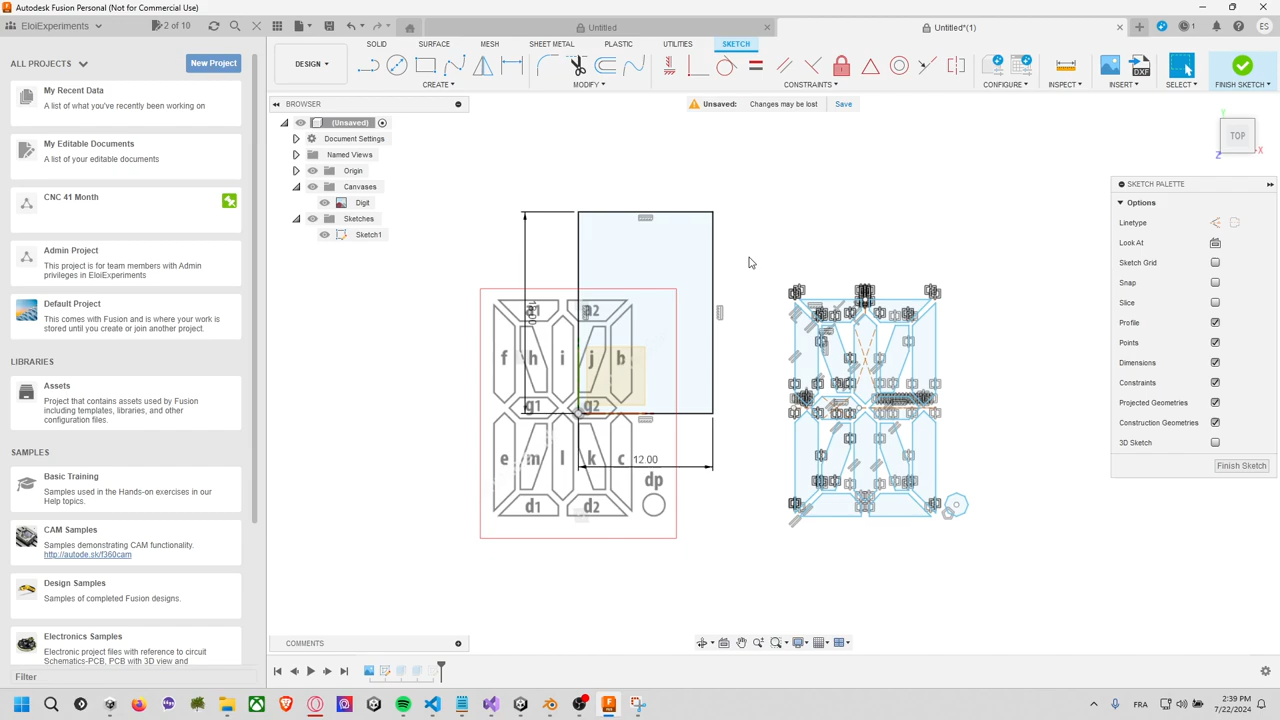 Autodesk Fusion Personal (Not for Commercial Use)
EloiExperiments
2 of 10
Untitled
Untitled*(1)
1
ES
ALL PROJECTS
New Project
My Recent Data
A list of what you've recently been working on
My Editable Documents
A list of your editable documents
CNC 41 Month
Admin Project
This project is for team members with Admin
privileges in EloiExperiments
Default Project
This comes with Fusion and is where your work is
stored until you create or join another project.
LIBRARIES
Assets
Project that contains assets used by Fusion
including templates, libraries, and other
configuration files.
SAMPLES
Basic Training
Samples used in the Hands-on exercises in our
Help topics.
CAM Samples
Tutorials demonstrating CAM functionality.
http://autode.sk/f360cam
Design Samples
Samples of completed Fusion designs.
Electronics Samples
Electronic project files with reference to circuit
Schematics-PCB, PCB with 3D view and
Filter
DESIGN
SOLID
SURFACE
MESH
SHEET METAL
PLASTIC
UTILITIES
SKETCH
CREATE
MODIFY
CONSTRAINTS
CONFIGURE
INSPECT
INSERT
SELECT
FINISH SKETCH
BROWSER
(Unsaved)
Document Settings
Named Views
Origin
Canvases
Digit
Sketches
Sketch1
Unsaved:
Changes may be lost
Save
TOP
X
Y
Z
a2
f
h
i
j
b
g1
g2
e
m
l
k
c
12.00
dp
d1
d2
SKETCH PALETTE
Options
Linetype
Look At
Sketch Grid
Snap
Slice
Profile
Points
Dimensions
Constraints
Projected Geometries
Construction Geometries
3D Sketch
Finish Sketch
COMMENTS
FRA
2:39 PM
7/22/2024